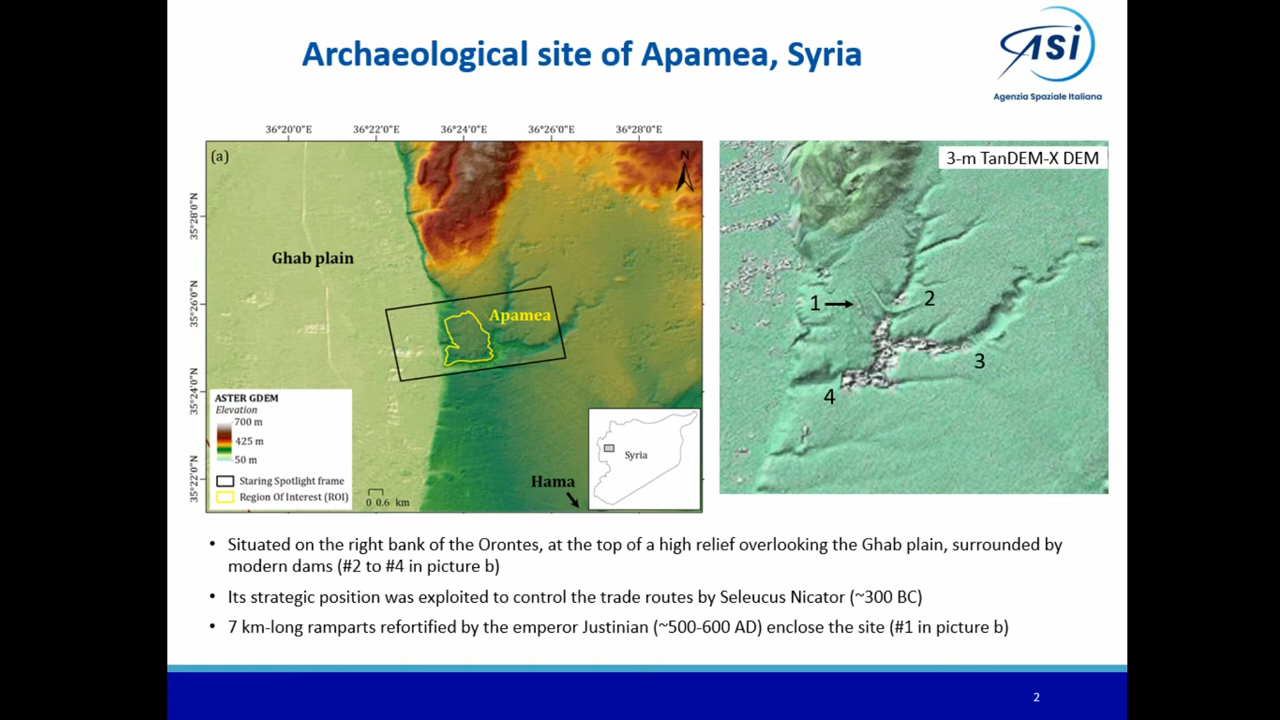 Archaeological site of Apamea, Syria
asi
Agenzia Spaziale Italiana
36°20'0"E 36°22'0"E 36°24'0"E 36°26'0"E 36°28'0"E
(a)
N
35°28'0"N
35°26'0"N
35°24'0"N
35°22'0"N
Ghab plain
Apamea
ASTER GDEM
Elevation
700 m
425 m
50 m
Staring Spotlight frame
Region Of Interest (ROI)
0 0.6 km
Hama
Syria
3-m TanDEM-X DEM
1
2
3
4
• Situated on the right bank of the Orontes, at the top of a high relief overlooking the Ghab plain, surrounded by
modern dams (#2 to #4 in picture b)
• Its strategic position was exploited to control the trade routes by Seleucus Nicator (~300 BC)
• 7 km-long ramparts refortified by the emperor Justinian (~500-600 AD) enclose the site (#1 in picture b)
2